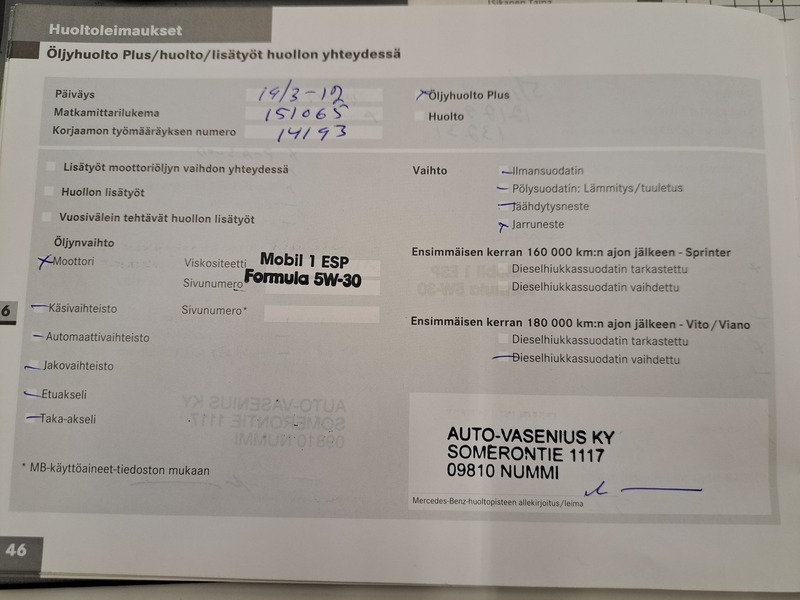 Huoltoleimaukset
Öljyhuolto Plus/huolto/lisätyöt huollon yhteydessä
Päiväys 19/3-12
Matkamittarilukema 151065
Korjaamon työmääräyksen numero 14193
Öljyhuolto Plus
Huolto
Lisätyöt moottoriöljyn vaihdon yhteydessä
Huollon lisätyöt
Vuosivälein tehtävät huollon lisätyöt
Öljynvaihto
Moottori
Viskositeetti Mobil 1 ESP
Sivunumero Formula 5W-30
Käsivaihteisto
Sivunumero*
Automaattivaihteisto
Jakovaihteisto
Etuakseli
Taka-akseli
* MB-käyttöaineet-tiedoston mukaan
Vaihto
Ilmansuodatin
Pölysuodatin: Lämmitys/tuuletus
Jäähdytysneste
Jarruneste
Ensimmäisen kerran 160 000 km:n ajon jälkeen - Sprinter
Dieselhiukkassuodatin tarkastettu
Dieselhiukkassuodatin vaihdettu
Ensimmäisen kerran 180 000 km:n ajon jälkeen - Vito/Viano
Dieselhiukkassuodatin tarkastettu
Dieselhiukkassuodatin vaihdettu
AUTO-VASENIUS KY
SOMERONTIE 1117
09810 NUMMI
Mercedes-Benz-huoltopisteen allekirjoitus/leima
6
46